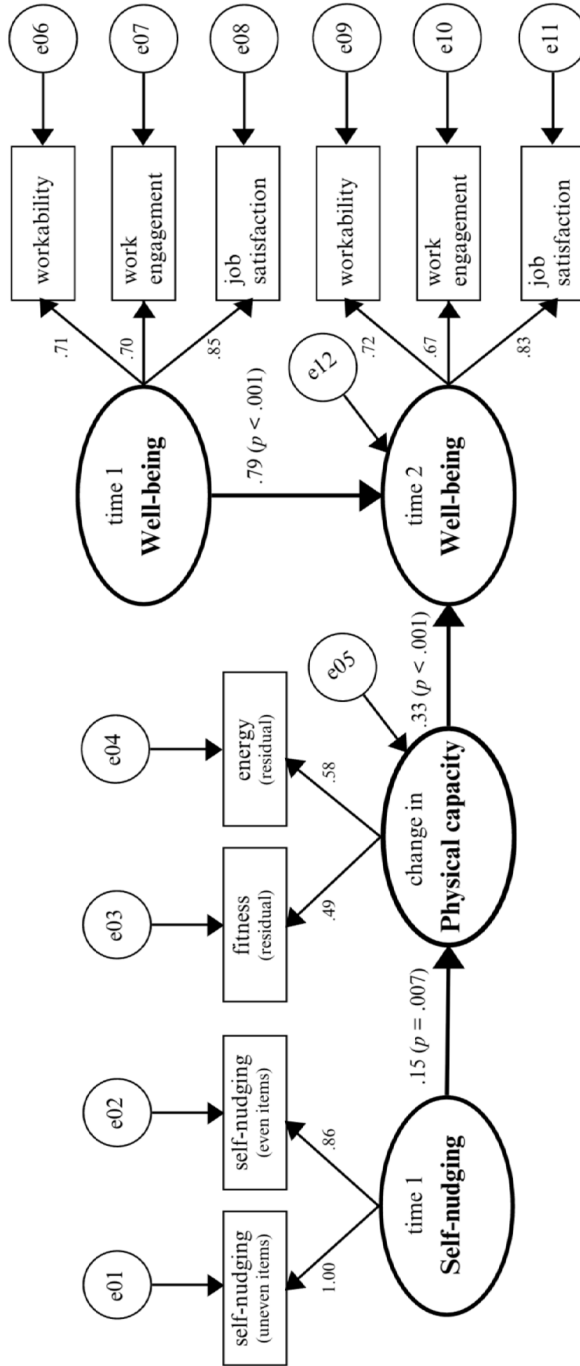 e01
e02
e03
e04
self-nudging
(uneven items)
self-nudging
(even items)
fitness
(residual)
energy
(residual)
1.00
.86
.49
.58
e05
time 1
Self-nudging
.15 (p = .007)
change in
Physical capacity
.33 (p < .001)
time 1
Well-being
.79 (p < .001)
e12
time 2
Well-being
.71
.70
.85
workability
work
engagement
job
satisfaction
e06
e07
e08
.72
.67
.83
workability
work
engagement
job
satisfaction
e09
e10
e11